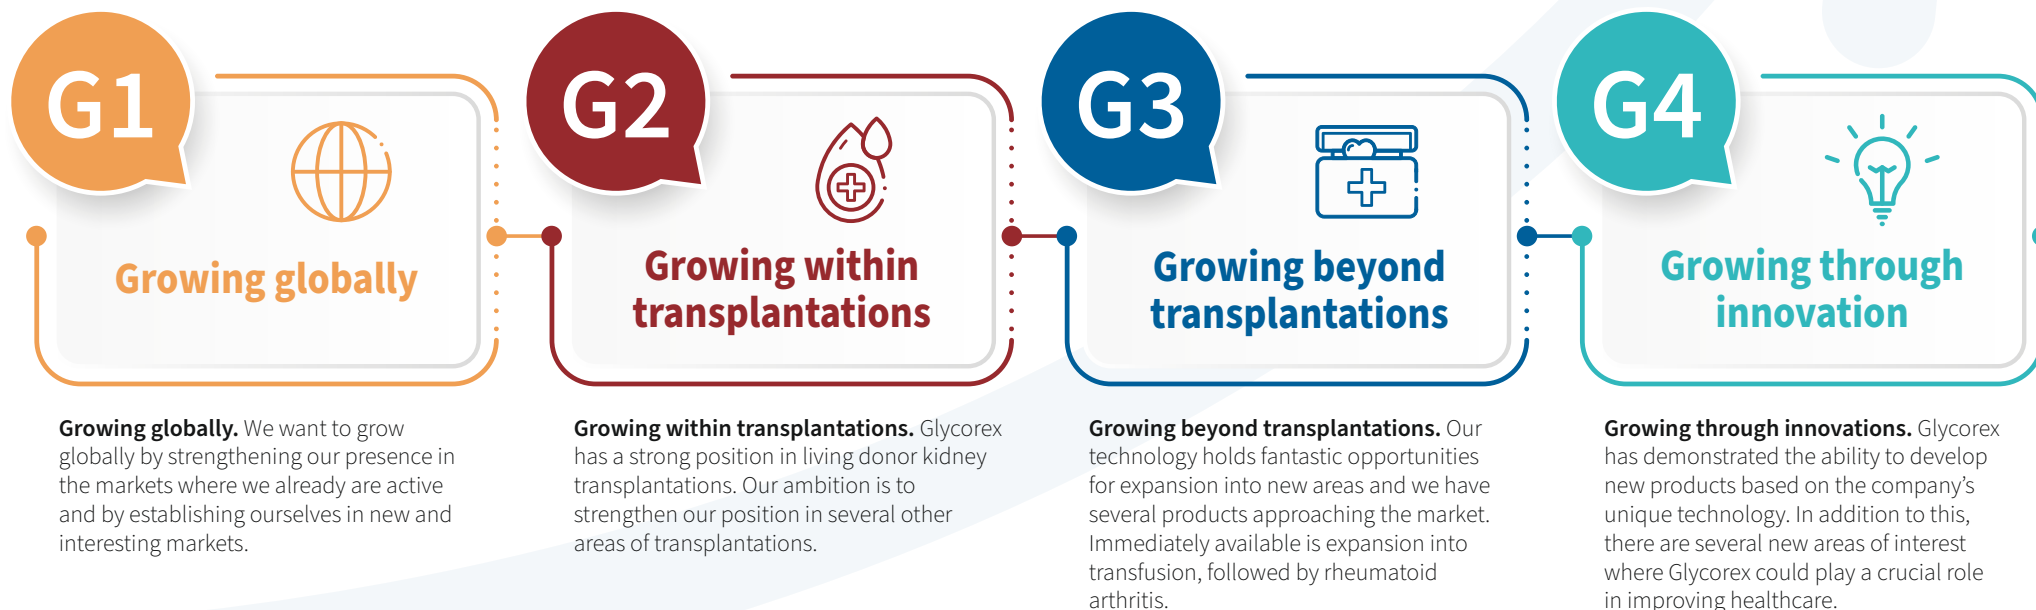 G1
Growing globally
Growing globally. We want to grow
globally by strengthening our presence in
the markets where we already are active
and by establishing ourselves in new and
interesting markets.
G2
Growing within
transplantations
Growing within transplantations. Glycorex
has a strong position in living donor kidney
transplantations. Our ambition is to
strengthen our position in several other
areas of transplantations.
G3
Growing beyond
transplantations
Growing beyond transplantations. Our
technology holds fantastic opportunities
for expansion into new areas and we have
several products approaching the market.
Immediately available is expansion into
transfusion, followed by rheumatoid
arthritis.
G4
Growing through
innovation
Growing through innovations. Glycorex
has demonstrated the ability to develop
new products based on the company’s
unique technology. In addition to this,
there are several new areas of interest
where Glycorex could play a crucial role
in improving healthcare.